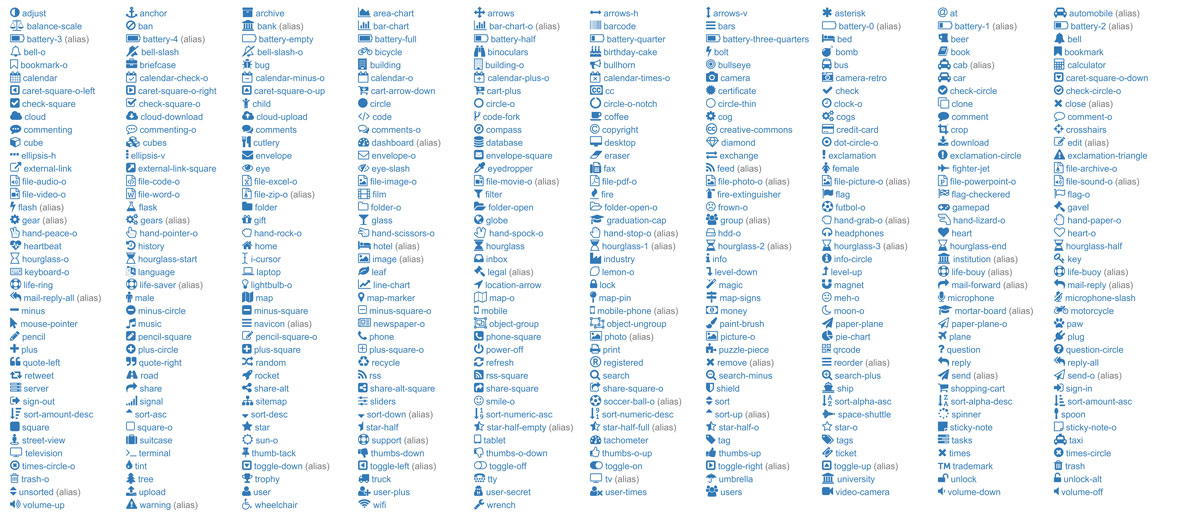 adjust anchor archive area-chart arrows arrows-h arrows-v asterisk at automobile (alias)
balance-scale ban bank (alias) bar-chart bar-chart-o (alias) barcode bars battery-0 (alias) battery-1 (alias) battery-2 (alias)
battery-3 (alias) battery-4 (alias) battery-empty battery-full battery-half battery-quarter battery-three-quarters bed beer bell
bell-o bell-slash bell-slash-o bicycle binoculars birthday-cake bolt bomb book bookmark
bookmark-o briefcase bug building building-o bullhorn bullseye bus cab (alias) calculator
calendar calendar-check-o calendar-minus-o calendar-o calendar-plus-o calendar-times-o camera camera-retro car caret-square-o-down
caret-square-o-left caret-square-o-right caret-square-o-up cart-arrow-down cart-plus cc certificate check check-circle check-circle-o
check-square check-square-o child circle circle-o circle-o-notch circle-thin clock-o clone close (alias)
cloud cloud-download cloud-upload code code-fork coffee cog cogs comment comment-o
commenting commenting-o comments comments-o compass copyright creative-commons credit-card crop crosshairs
cube cubes cutlery dashboard (alias) database desktop diamond dot-circle-o download edit (alias)
ellipsis-h ellipsis-v envelope envelope-o envelope-square eraser exchange exclamation exclamation-circle exclamation-triangle
external-link external-link-square eye eye-slash eyedropper fax feed (alias) female fighter-jet file-archive-o
file-audio-o file-code-o file-excel-o file-image-o file-movie-o (alias) file-pdf-o file-photo-o (alias) file-picture-o (alias) file-powerpoint-o file-sound-o (alias)
file-video-o file-word-o file-zip-o (alias) film filter fire fire-extinguisher flag flag-checkered flag-o
flash (alias) flask folder folder-o folder-open folder-open-o frown-o futbol-o gamepad gavel
gear (alias) gears (alias) gift glass globe graduation-cap group (alias) hand-grab-o (alias) hand-lizard-o hand-paper-o
hand-peace-o hand-pointer-o hand-rock-o hand-scissors-o hand-spock-o hand-stop-o (alias) hdd-o headphones heart heart-o
heartbeat history home hotel (alias) hourglass hourglass-1 (alias) hourglass-2 (alias) hourglass-3 (alias) hourglass-end hourglass-half
hourglass-o hourglass-start i-cursor image (alias) inbox industry info info-circle institution (alias) key
keyboard-o language laptop leaf legal (alias) lemon-o level-down level-up life-bouy (alias) life-buoy (alias)
life-ring life-saver (alias) lightbulb-o line-chart location-arrow lock magic magnet mail-forward (alias) mail-reply (alias)
mail-reply-all (alias) male map map-marker map-o map-pin map-signs meh-o microphone microphone-slash
minus minus-circle minus-square minus-square-o mobile mobile-phone (alias) money moon-o mortar-board (alias) motorcycle
mouse-pointer music navicon (alias) newspaper-o object-group object-ungroup paint-brush paper-plane paper-plane-o paw
pencil pencil-square pencil-square-o phone phone-square photo (alias) picture-o pie-chart plane plug
plus plus-circle plus-square plus-square-o power-off print puzzle-piece qrcode question question-circle
quote-left quote-right random recycle refresh registered remove (alias) reorder (alias) reply reply-all
retweet road rocket rss rss-square search search-minus search-plus send (alias) send-o (alias)
server share share-alt share-alt-square share-square share-square-o shield ship shopping-cart sign-in
sign-out signal sitemap sliders smile-o soccer-ball-o (alias) sort sort-alpha-asc sort-alpha-desc sort-amount-asc
sort-amount-desc sort-asc sort-desc sort-down (alias) sort-numeric-asc sort-numeric-desc sort-up (alias) space-shuttle spinner spoon
square square-o star star-half star-half-empty (alias) star-half-full (alias) star-half-o star-o sticky-note sticky-note-o
street-view suitcase sun-o support (alias) tablet tachometer tag tags tasks taxi
television terminal thumb-tack thumbs-down thumbs-o-down thumbs-o-up thumbs-up ticket times times-circle
times-circle-o tint toggle-down (alias) toggle-left (alias) toggle-off toggle-on toggle-right (alias) toggle-up (alias) TM trademark trash
trash-o tree trophy truck tty tv (alias) umbrella university unlock unlock-alt
unsorted (alias) upload user user-plus user-secret user-times users video-camera volume-down volume-off
volume-up warning (alias) wheelchair wifi wrench